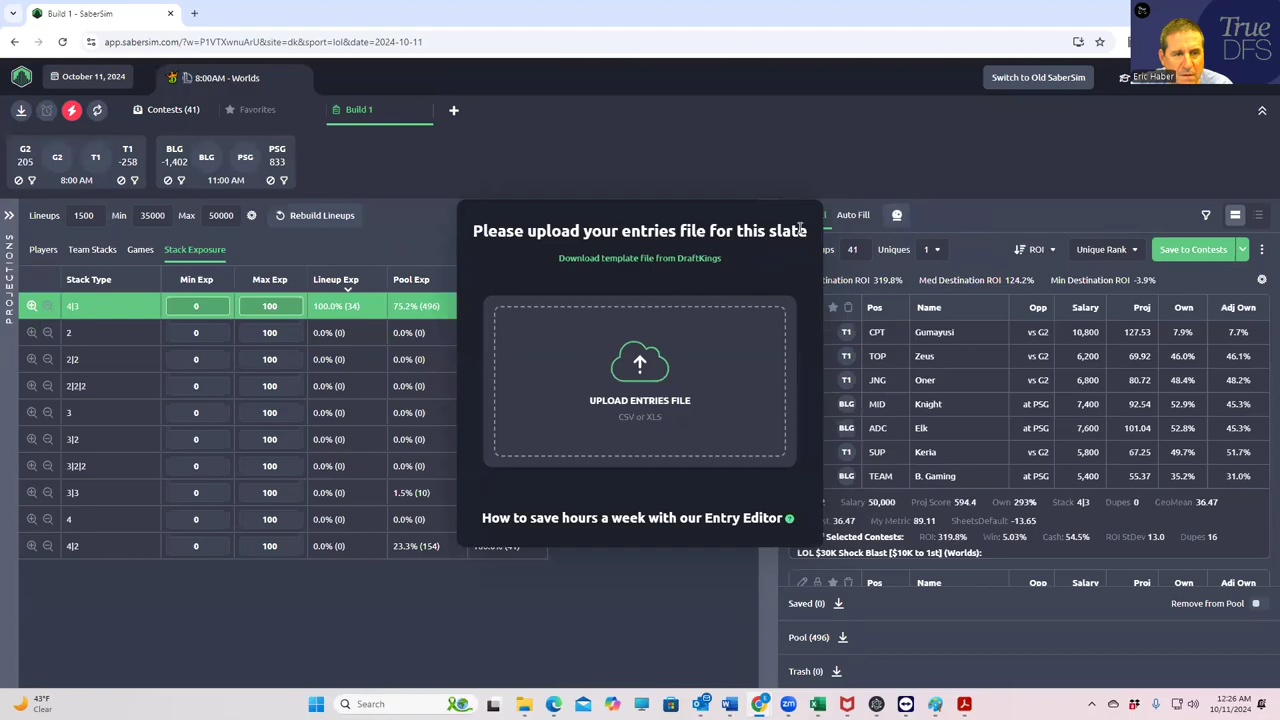 Build 1 - SaberSim
app.sabersim.com/?w=P1VTXwnuArU&site=dk&sport=lol&date=2024-10-11
True
DFS
Eric Haber
October 11, 2024
8:00AM - Worlds
Switch to Old SaberSim
Contests (41)
Favorites
Build 1
G2 T1
205 G2 T1 -258
8:00 AM
BLG PSG
-1,402 BLG PSG 833
11:00 AM
Lineups 1500 Min 35000 Max 50000 Rebuild Lineups
Auto Fill
PROJECTIONS
Players Team Stacks Games Stack Exposure
41 Uniques 1 ROI Unique Rank Save to Contests
Stack Type Min Exp Max Exp Lineup Exp Pool Exp
4|3 0 100 100.0% (34) 75.2% (496)
2 0 100 0.0% (0) 0.0% (0)
2|2 0 100 0.0% (0) 0.0% (0)
2|2|2 0 100 0.0% (0) 0.0% (0)
3 0 100 0.0% (0) 0.0% (0)
3|2 0 100 0.0% (0) 0.0% (0)
3|2|2 0 100 0.0% (0) 0.0% (0)
3|3 0 100 0.0% (0) 1.5% (10)
4 0 100 0.0% (0) 0.0% (0)
4|2 0 100 0.0% (0) 23.3% (154)
Please upload your entries file for this slate
Download template file from DraftKings
UPLOAD ENTRIES FILE
CSV or XLS
How to save hours a week with our Entry Editor
ROI 319.8% Med Destination ROI 124.2% Min Destination ROI -3.9%
Pos Name Opp Salary Proj Own Adj Own
T1 CPT Gumayusi vs G2 10,800 127.53 7.9% 7.7%
T1 TOP Zeus vs G2 6,200 69.92 46.0% 46.1%
T1 JNG Oner vs G2 6,800 80.72 48.4% 48.2%
BLG MID Knight at PSG 7,400 92.54 52.9% 45.3%
BLG ADC Elk at PSG 7,600 101.04 52.8% 45.3%
T1 SUP Keria vs G2 5,800 67.25 49.7% 51.7%
BLG TEAM B. Gaming at PSG 5,400 55.37 35.2% 31.0%
Salary 50,000 Proj Score 594.4 Own 293% Stack 4|3 Dupes 0 GeoMean 36.47
36.47 My Metric 89.11 SheetsDefault -13.65
Selected Contests: ROI: 319.8% Win: 5.03% Cash: 54.5% ROI StDev 13.0 Dupes 16
LOL $30K Shock Blast [$10K to 1st] (Worlds):
Pos Name Opp Salary Proj Own Adj Own
Saved (0) Remove from Pool
Pool (496)
Trash (0)
43°F
Clear
Search
12:26 AM
10/11/2024